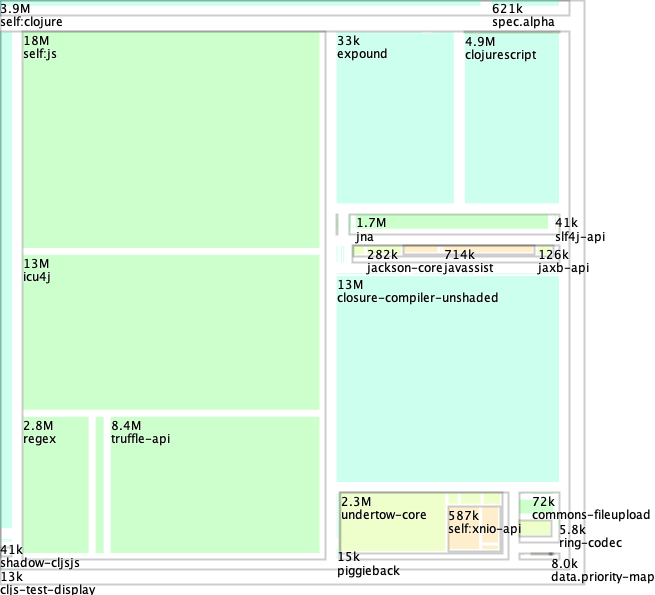 3.9M
self:clojure
621k
spec.alpha
18M
self:js
33k
expound
4.9M
clojurescript
1.7M
jna
41k
slf4j-api
282k
jackson-core
714k
javassist
126k
jaxb-api
13M
icu4j
13M
closure-compiler-unshaded
2.8M
regex
8.4M
truffle-api
2.3M
undertow-core
587k
self:xnio-api
72k
commons-fileupload
5.8k
ring-codec
41k
shadow-cljsjs
15k
piggieback
8.0k
data.priority-map
13k
cljs-test-display